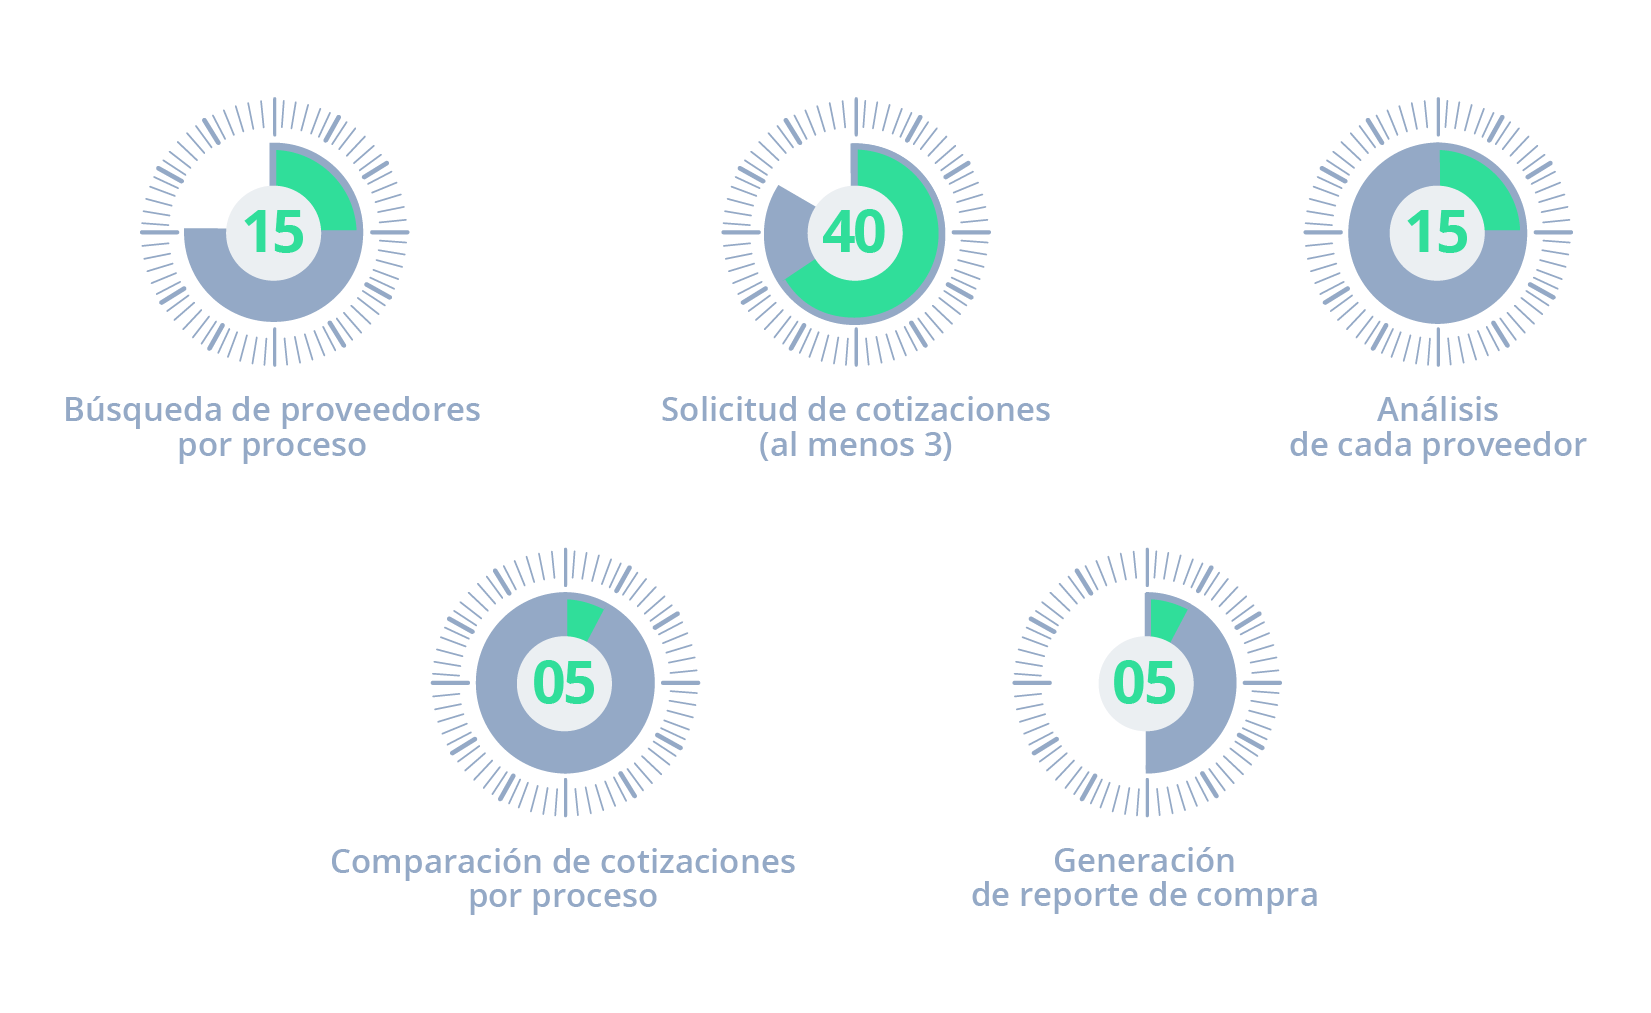 15
Búsqueda de proveedores
por proceso
40
Solicitud de cotizaciones
(al menos 3)
15
Análisis
de cada proveedor
05
Comparación de cotizaciones
por proceso
05
Generación
de reporte de compra